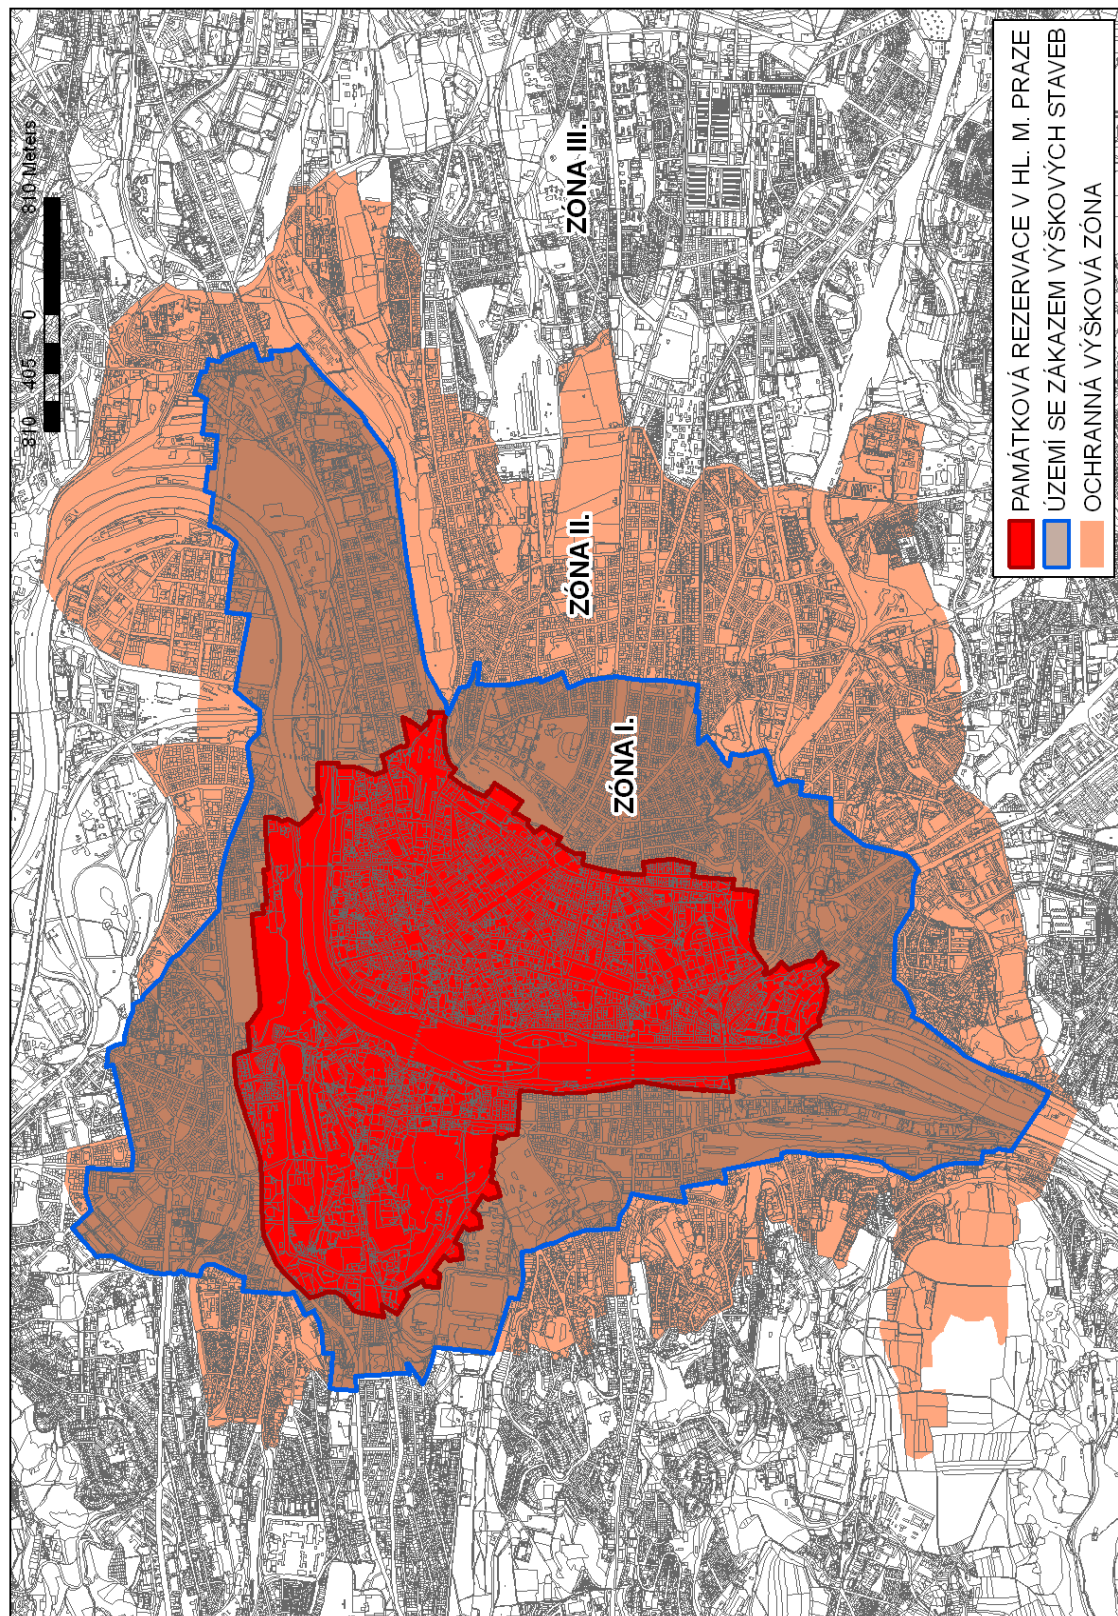 810 405 0 810 Meters
ZÓNA III.
ZÓNA II.
ZÓNA I.
PAMÁTKOVÁ REZERVACE V HL. M. PRAZE
ÚZEMÍ SE ZÁKAZEM VÝŠKOVÝCH STAVEB
OCHRANNÁ VÝŠKOVÁ ZÓNA